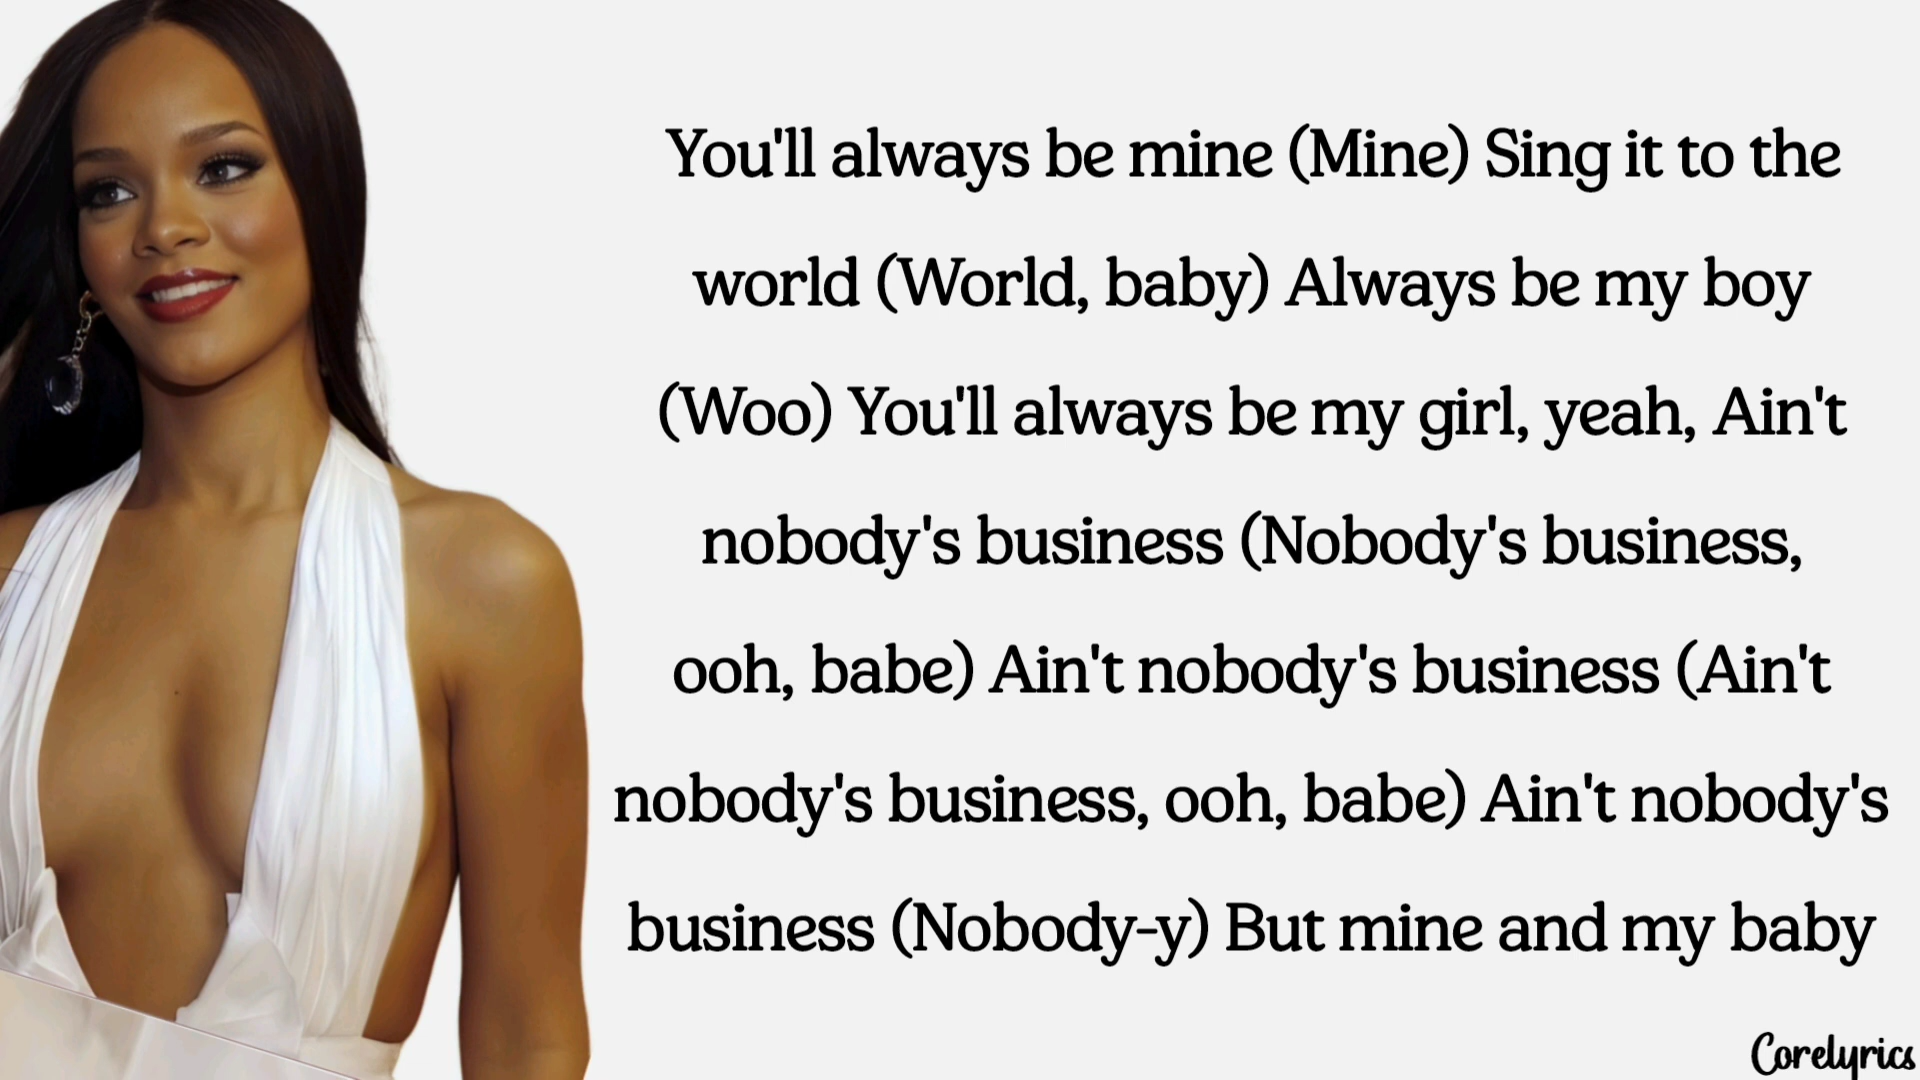 You'll always be mine (Mine) Sing it to the
world (World, baby) Always be my boy
(Woo) You'll always be my girl, yeah, Ain't
nobody's business (Nobody's business,
ooh, babe) Ain't nobody's business (Ain't
nobody's business, ooh, babe) Ain't nobody's
business (Nobody-y) But mine and my baby
Corelyrics